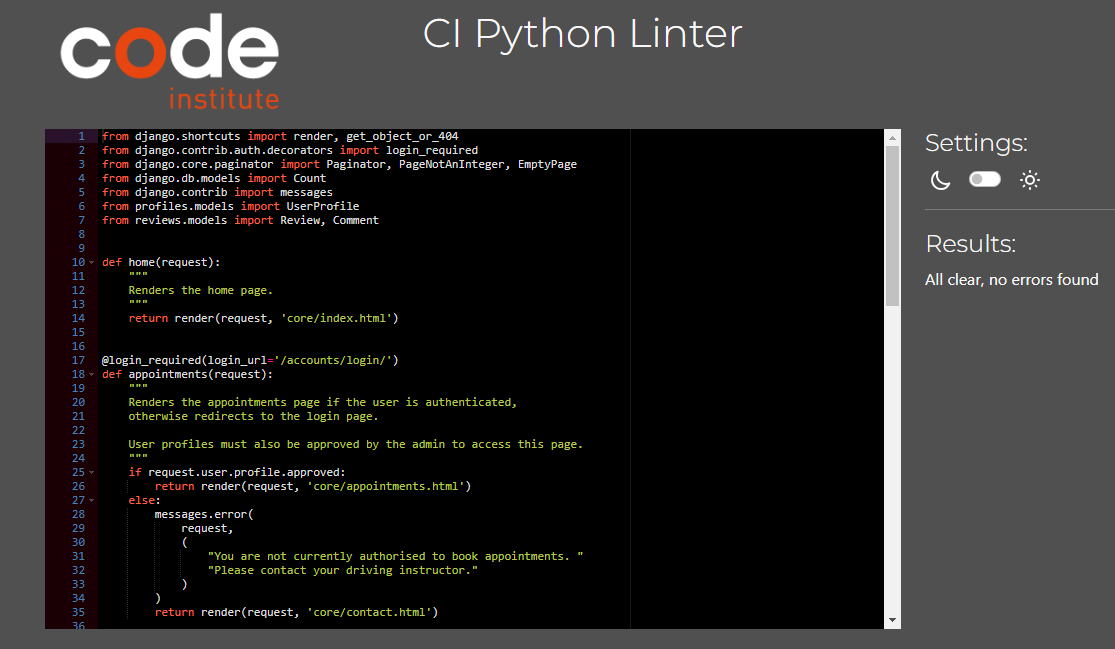 code
institute
CI Python Linter
1 from django.shortcuts import render, get_object_or_404
2 from django.contrib.auth.decorators import login_required
3 from django.core.paginator import Paginator, PageNotAnInteger, EmptyPage
4 from django.db.models import Count
5 from django.contrib import messages
6 from profiles.models import UserProfile
7 from reviews.models import Review, Comment
8
9
10 def home(request):
11 """
12 Renders the home page.
13 """
14 return render(request, 'core/index.html')
15
16
17 @login_required(login_url='/accounts/login/')
18 def appointments(request):
19 """
20 Renders the appointments page if the user is authenticated,
21 otherwise redirects to the login page.
22
23 User profiles must also be approved by the admin to access this page.
24 """
25 if request.user.profile.approved:
26 return render(request, 'core/appointments.html')
27 else:
28 messages.error(
29 request,
30 (
31 "You are not currently authorised to book appointments. "
32 "Please contact your driving instructor."
33 )
34 )
35 return render(request, 'core/contact.html')
36
Settings:
Results:
All clear, no errors found